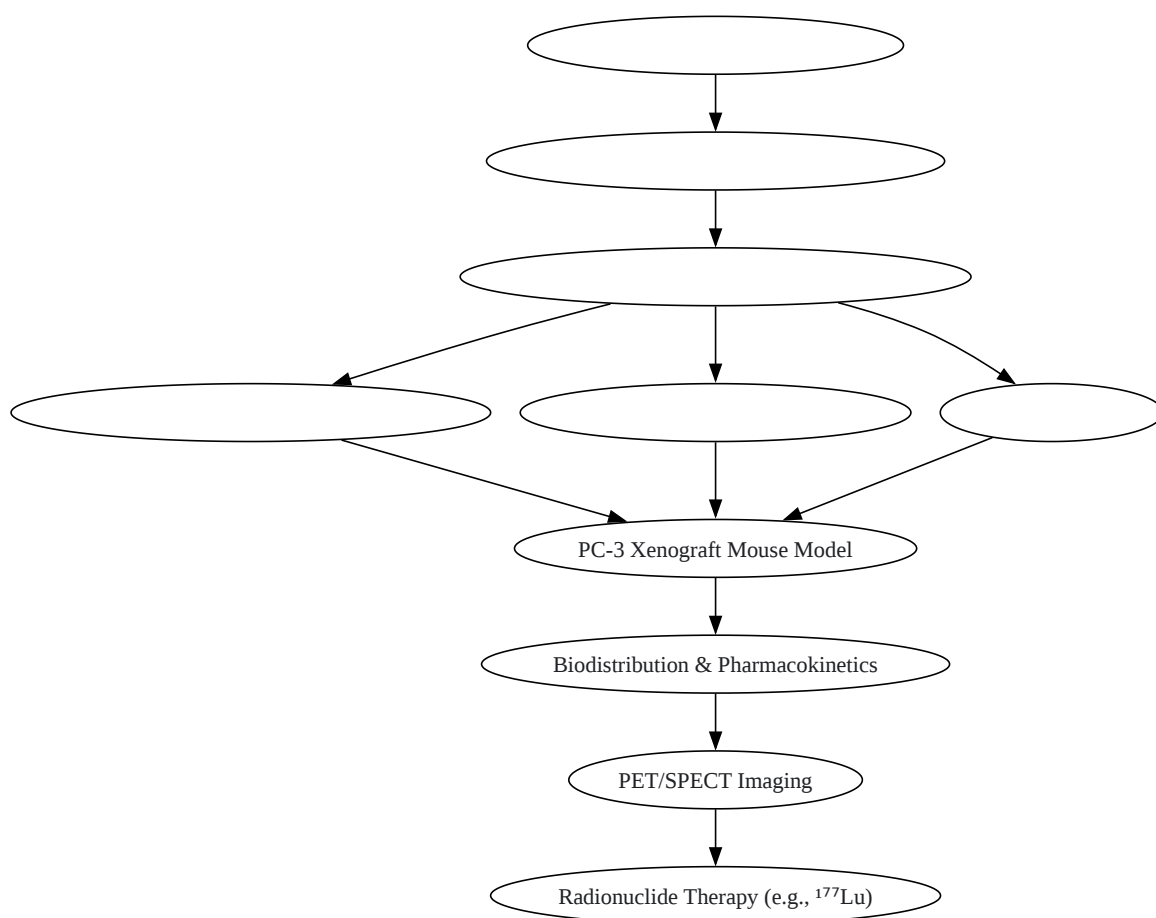 PC-3 Xenograft Mouse Model
Biodistribution & Pharmacokinetics
PET/SPECT Imaging
Radionuclide Therapy (e.g., ¹⁷⁷Lu)